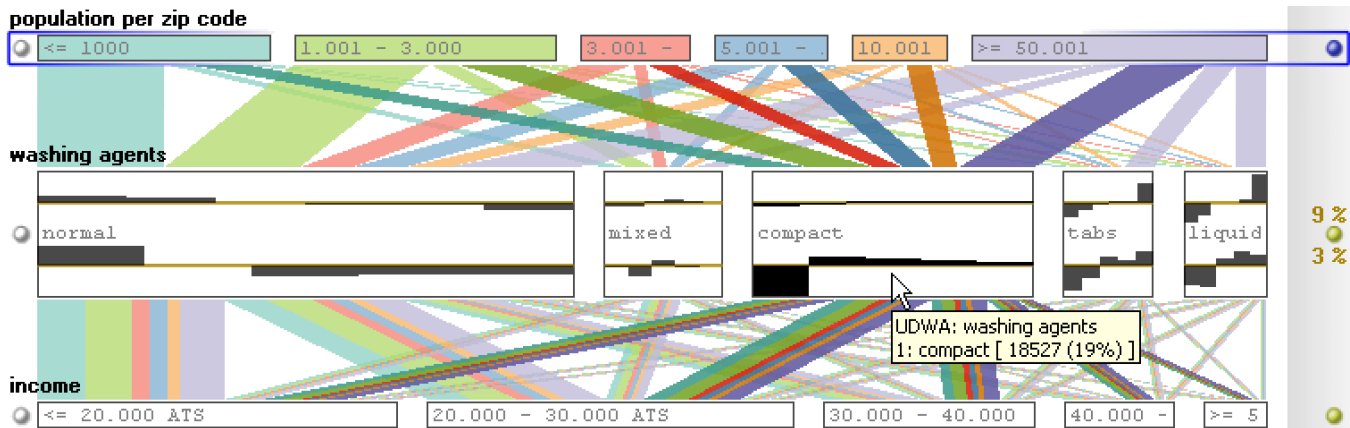 population per zip code
<= 1000 1.001 - 3.000 3.001 - 5.001 - . 10.001 >= 50.001
washing agents
9 %
normal mixed compact tabs liquid
3 %
UDWA: washing agents
1: compact [ 18527 (19%) ]
income
<= 20.000 ATS 20.000 - 30.000 ATS 30.000 - 40.000 40.000 - >= 5